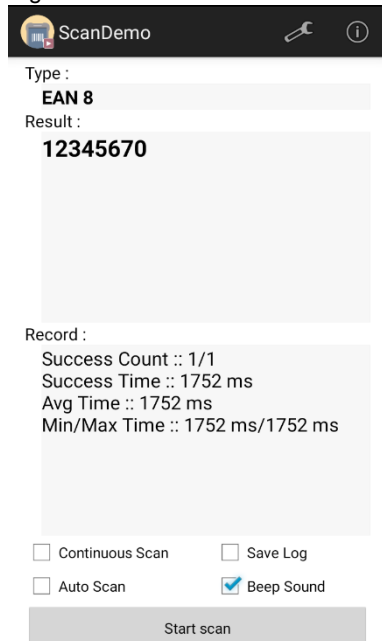 ScanDemo
Type :
EAN 8
Result :
12345670
Record :
Success Count :: 1/1
Success Time :: 1752 ms
Avg Time :: 1752 ms
Min/Max Time :: 1752 ms/1752 ms
Continuous Scan
Save Log
Auto Scan
Beep Sound
Start scan